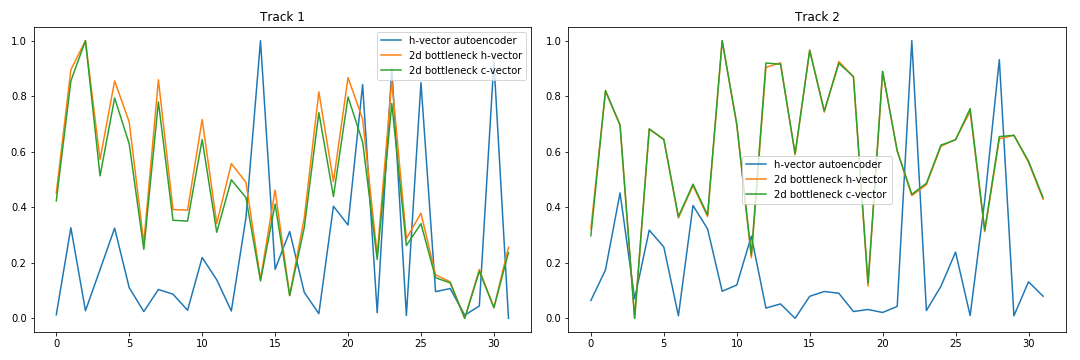 Track 1
1.0
0.8
0.6
0.4
0.2
0.0
0 5 10 15 20 25 30
h-vector autoencoder
2d bottleneck h-vector
2d bottleneck c-vector
Track 2
1.0
0.8
0.6
0.4
0.2
0.0
0 5 10 15 20 25 30
h-vector autoencoder
2d bottleneck h-vector
2d bottleneck c-vector